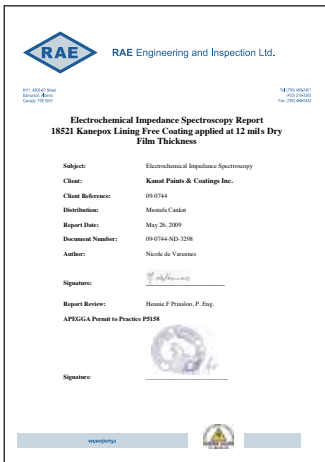 RAE
RAE Engineering and Inspection Ltd.
Edmonton, Alberta
Electrochemical Impedance Spectroscopy Report
18521 Kanepox Lining Free Coating applied at 12 mils Dry
Film Thickness
Subject: Electrochemical Impedance Spectroscopy
Client: Kanat Paints & Coatings Inc.
Client Reference: 09-0744
Distribution: Mustafa Cankat
Report Date: May 26, 2009
Document Number: 09-0744-ND-3298
Author: Nicole de Varennes
Signature:
Report Review: Hennie F Prinsloo, P. Eng.
APEGGA Permit to Practice P5158
Signature: